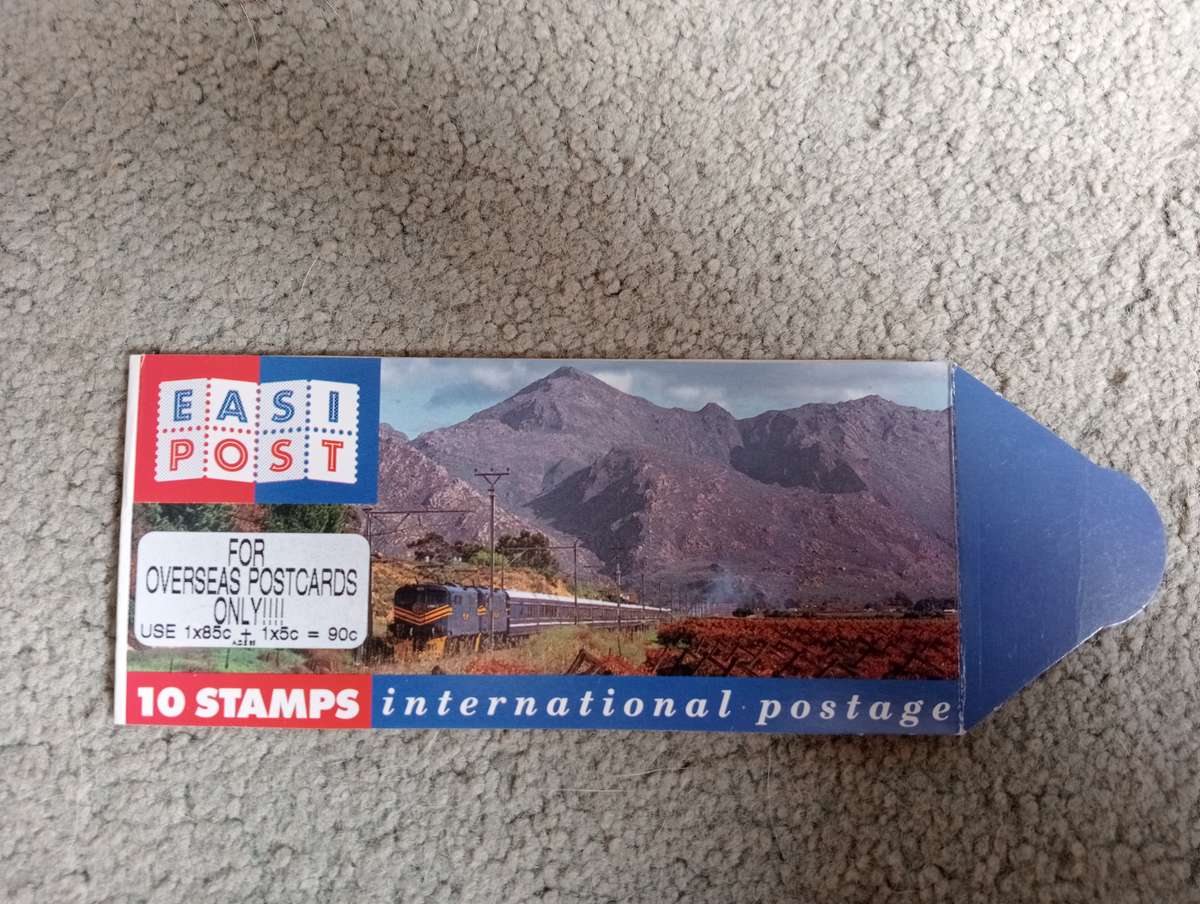 EASI
POST
FOR
OVERSEAS POSTCARDS
ONLY!!!!
USE 1x85c + 1x5c = 90c
10 STAMPS
international postage